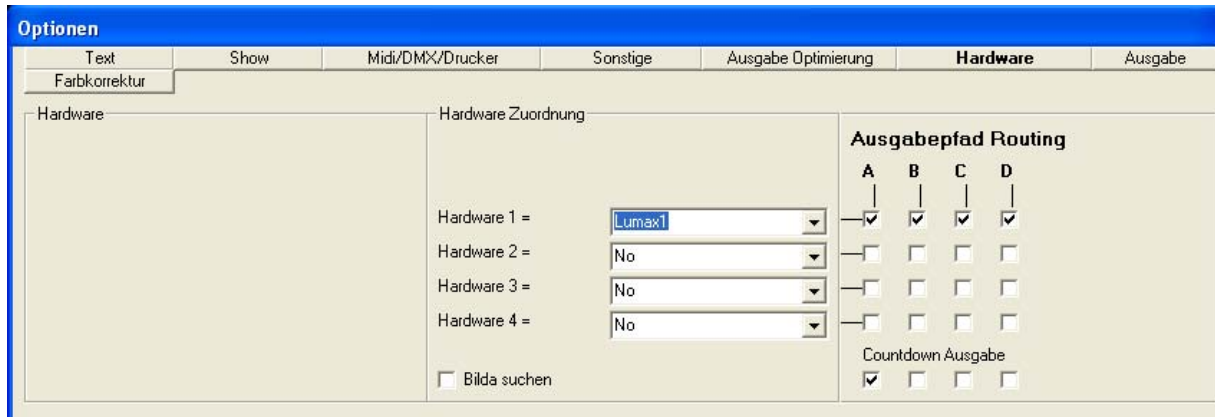 Optionen
Text Show Midi/DMX/Drucker Sonstige Ausgabe Optimierung Hardware Ausgabe
Farbkorrektur
Hardware Hardware Zuordnung
Ausgabepfad Routing
A B C D
Hardware 1 = Lumax1
Hardware 2 = No
Hardware 3 = No
Hardware 4 = No
Countdown Ausgabe
Bilda suchen